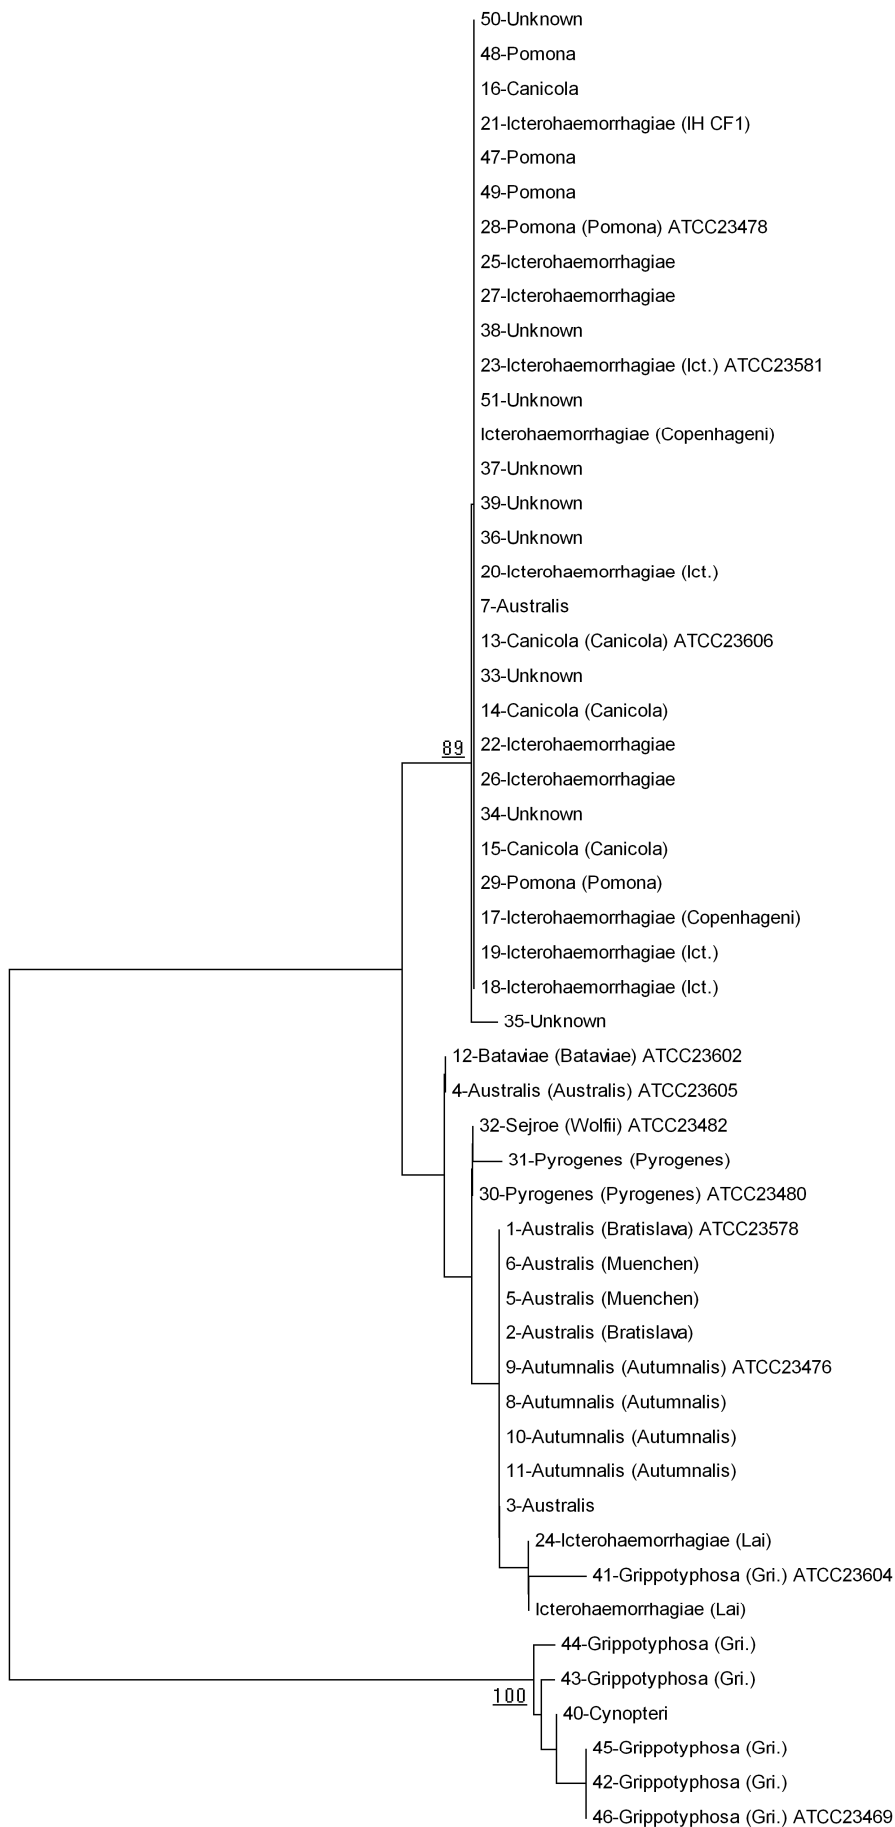 50-Unknown
48-Pomona
16-Canicola
21-Icterohaemorrhagiae (IH CF1)
47-Pomona
49-Pomona
28-Pomona (Pomona) ATCC23478
25-Icterohaemorrhagiae
27-Icterohaemorrhagiae
38-Unknown
23-Icterohaemorrhagiae (Ict.) ATCC23581
51-Unknown
Icterohaemorrhagiae (Copenhageni)
37-Unknown
39-Unknown
36-Unknown
20-Icterohaemorrhagiae (Ict.)
7-Australis
13-Canicola (Canicola) ATCC23606
33-Unknown
14-Canicola (Canicola)
22-Icterohaemorrhagiae
89
26-Icterohaemorrhagiae
34-Unknown
15-Canicola (Canicola)
29-Pomona (Pomona)
17-Icterohaemorrhagiae (Copenhageni)
19-Icterohaemorrhagiae (Ict.)
18-Icterohaemorrhagiae (Ict.)
35-Unknown
12-Bataviae (Bataviae) ATCC23602
4-Australis (Australis) ATCC23605
32-Sejroe (Wolfii) ATCC23482
31-Pyrogenes (Pyrogenes)
30-Pyrogenes (Pyrogenes) ATCC23480
1-Australis (Bratislava) ATCC23578
6-Australis (Muenchen)
5-Australis (Muenchen)
2-Australis (Bratislava)
9-Autumnalis (Autumnalis) ATCC23476
8-Autumnalis (Autumnalis)
10-Autumnalis (Autumnalis)
11-Autumnalis (Autumnalis)
3-Australis
24-Icterohaemorrhagiae (Lai)
41-Grippotyphosa (Gri.) ATCC23604
Icterohaemorrhagiae (Lai)
44-Grippotyphosa (Gri.)
43-Grippotyphosa (Gri.)
100
40-Cynopteri
45-Grippotyphosa (Gri.)
42-Grippotyphosa (Gri.)
46-Grippotyphosa (Gri.) ATCC23469